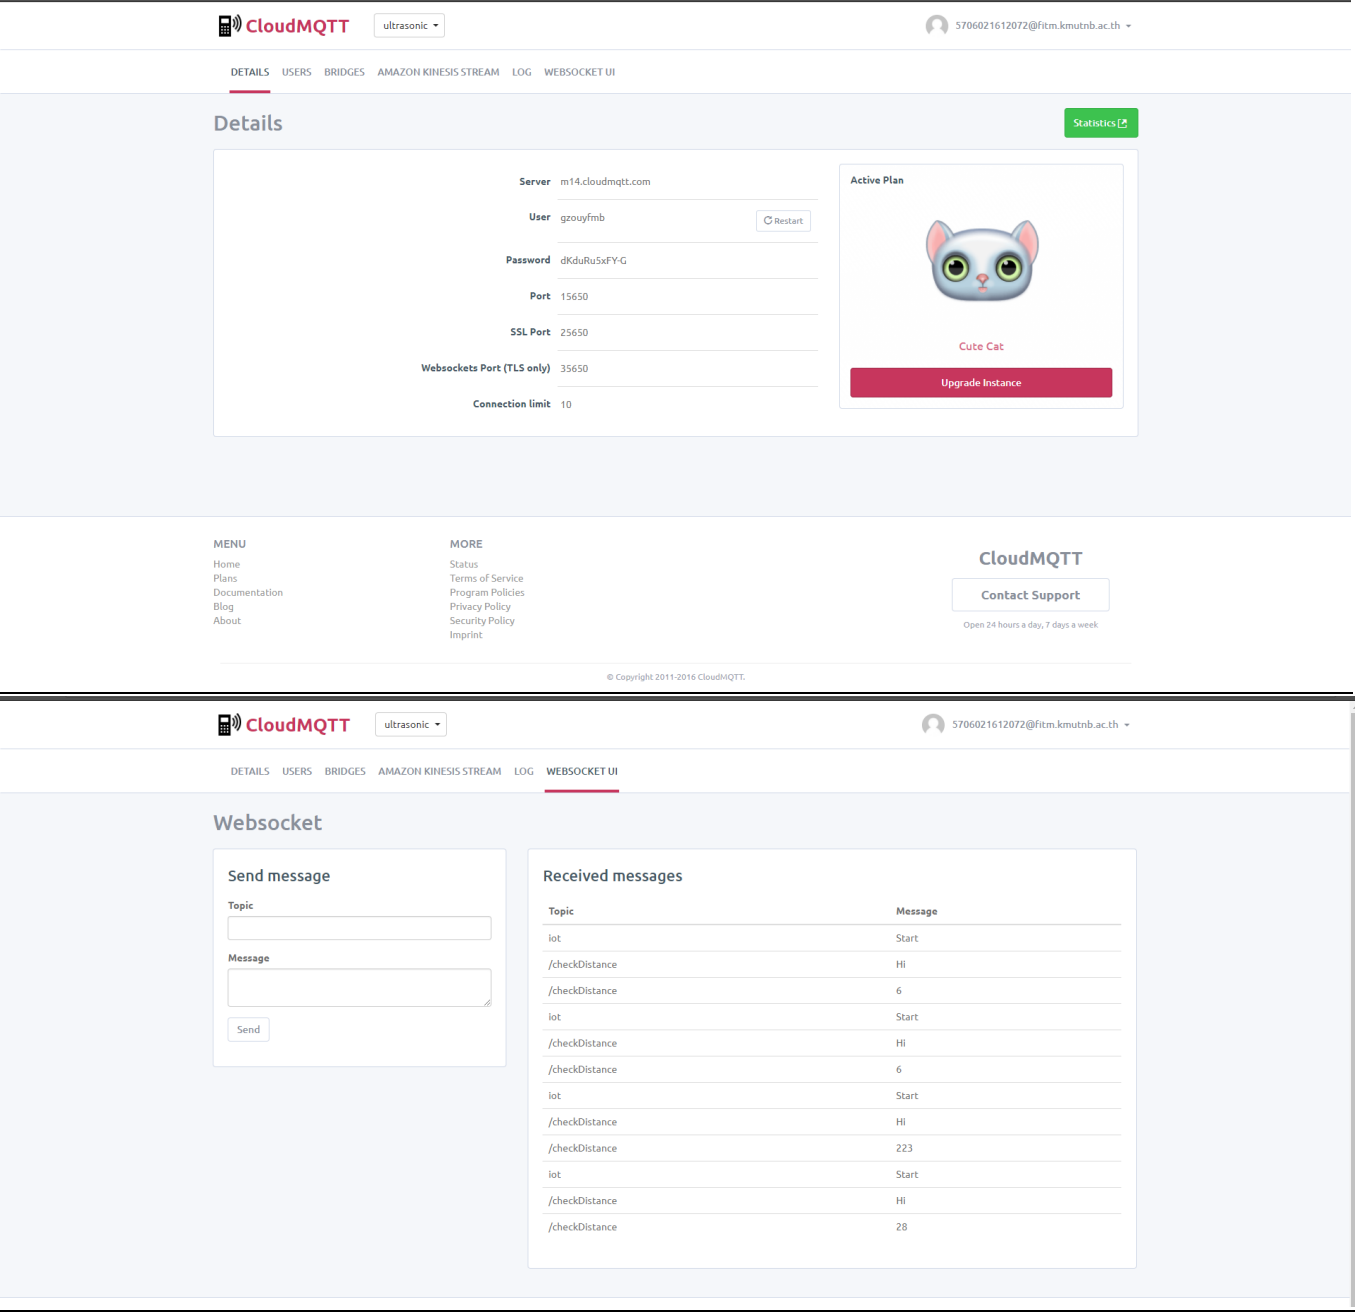 CloudMQTT ultrasonic 5706021612072@fitm.kmutnb.ac.th
DETAILS USERS BRIDGES AMAZON KINESIS STREAM LOG WEBSOCKET UI
Details
Statistics
Server m14.cloudmqtt.com
User gzouyfmb
Restart
Password dKduRu5xFY-G
Port 15650
SSL Port 25650
Websockets Port (TLS only) 35650
Connection limit 10
Active Plan
Cute Cat
Upgrade Instance
MENU
Home
Plans
Documentation
Blog
About
MORE
Status
Terms of Service
Program Policies
Privacy Policy
Security Policy
Imprint
CloudMQTT
Contact Support
Open 24 hours a day, 7 days a week
© Copyright 2011-2016 CloudMQTT.
CloudMQTT ultrasonic 5706021612072@fitm.kmutnb.ac.th
DETAILS USERS BRIDGES AMAZON KINESIS STREAM LOG WEBSOCKET UI
Websocket
Send message
Topic
Message
Send
Received messages
Topic Message
iot Start
/checkDistance Hi
/checkDistance 6
iot Start
/checkDistance Hi
/checkDistance 6
iot Start
/checkDistance Hi
/checkDistance 223
iot Start
/checkDistance Hi
/checkDistance 28